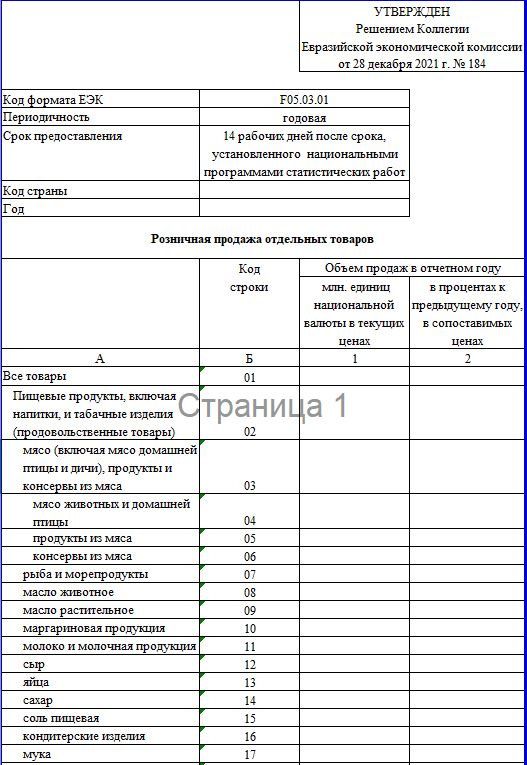 УТВЕРЖДЕН
Решением Коллегии
Евразийской экономической комиссии
от 28 декабря 2021 г. № 184
Код формата ЕЭК F05.03.01
Периодичность годовая
Срок предоставления 14 рабочих дней после срока,
установленного национальными
программами статистических работ
Код страны
Год
Розничная продажа отдельных товаров
Код
строки
Объем продаж в отчетном году
млн. единиц
национальной
валюты в текущих
ценах
в процентах к
предыдущему году,
в сопоставимых
ценах
А Б 1 2
Все товары 01
Пищевые продукты, включая
напитки, и табачные изделия
(продовольственные товары) 02
Страница 1
мясо (включая мясо домашней
птицы и дичи), продукты и
консервы из мяса 03
мясо животных и домашней
птицы 04
продукты из мяса 05
консервы из мяса 06
рыба и морепродукты 07
масло животное 08
масло растительное 09
маргариновая продукция 10
молоко и молочная продукция 11
сыр 12
яйца 13
сахар 14
соль пищевая 15
кондитерские изделия 16
мука 17